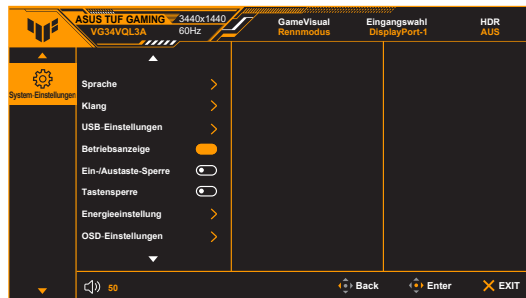 ASUS TUF GAMING
VG34VQL3A
3440x1440
60Hz
GameVisual
Rennmodus
Eingangswahl
DisplayPort-1
HDR
AUS
System-Einstellungen
Sprache
Klang
USB-Einstellungen
Betriebsanzeige
Ein-/Austaste-Sperre
Tastensperre
Energieeinstellung
OSD-Einstellungen
50
Back
Enter
EXIT